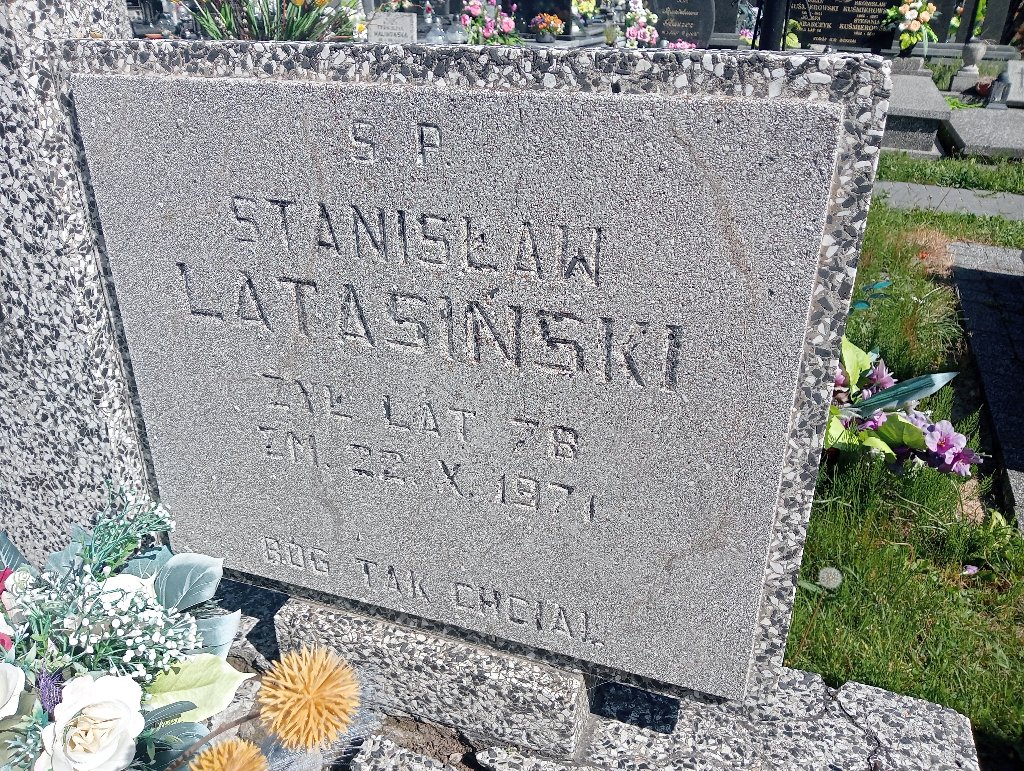 S. P.
STANISŁAW
LATASIŃSKI
ŻYŁ LAT 78
ZM. 22. X. 1971
BÓG TAK CHCIAŁ